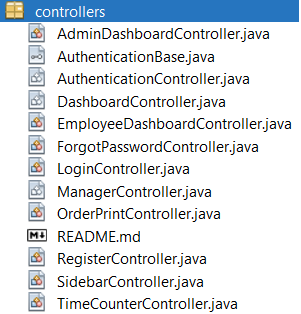 controllers
AdminDashboardController.java
AuthenticationBase.java
AuthenticationController.java
DashboardController.java
EmployeeDashboardController.java
ForgotPasswordController.java
LoginController.java
ManagerController.java
OrderPrintController.java
M README.md
RegisterController.java
SidebarController.java
TimeCounterController.java